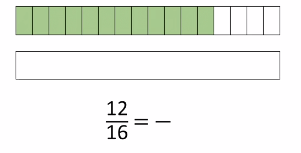 12/16 = —